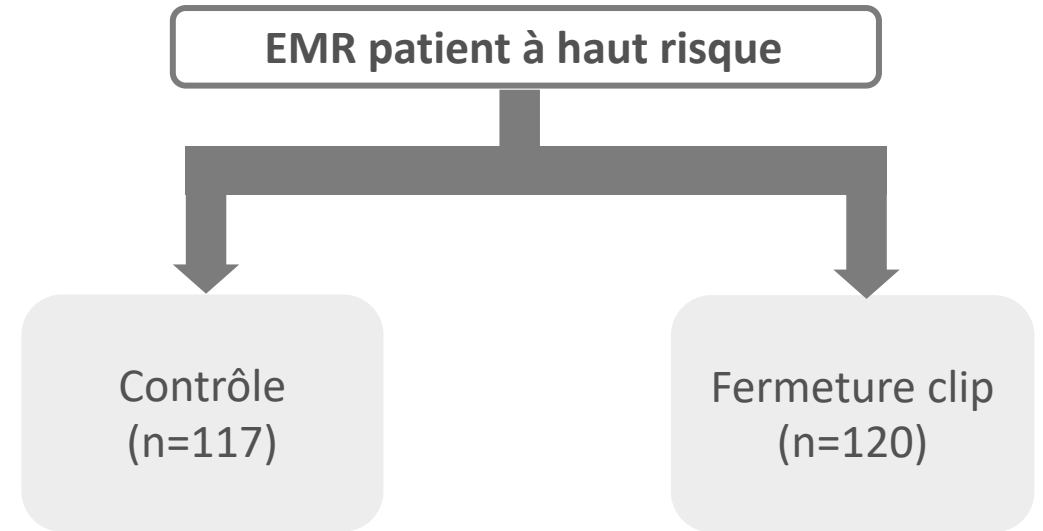 EMR patient à haut risque
Contrôle
(n=117)
Fermeture clip
(n=120)